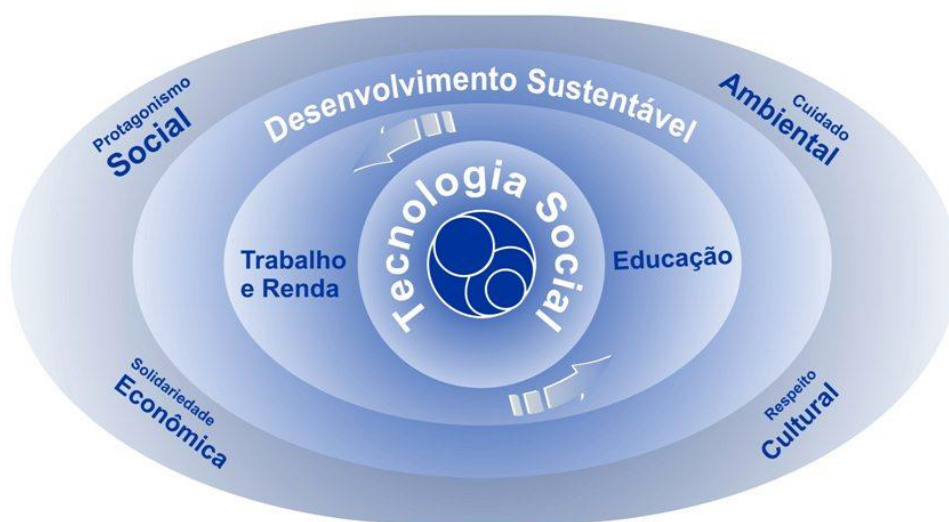 Desenvolvimento Sustentável
Protagonismo
Social
Cuidado
Ambiental
Tecnologia Social
Trabalho
e Renda
Educação
Solidariedade
Econômica
Respeito
Cultural